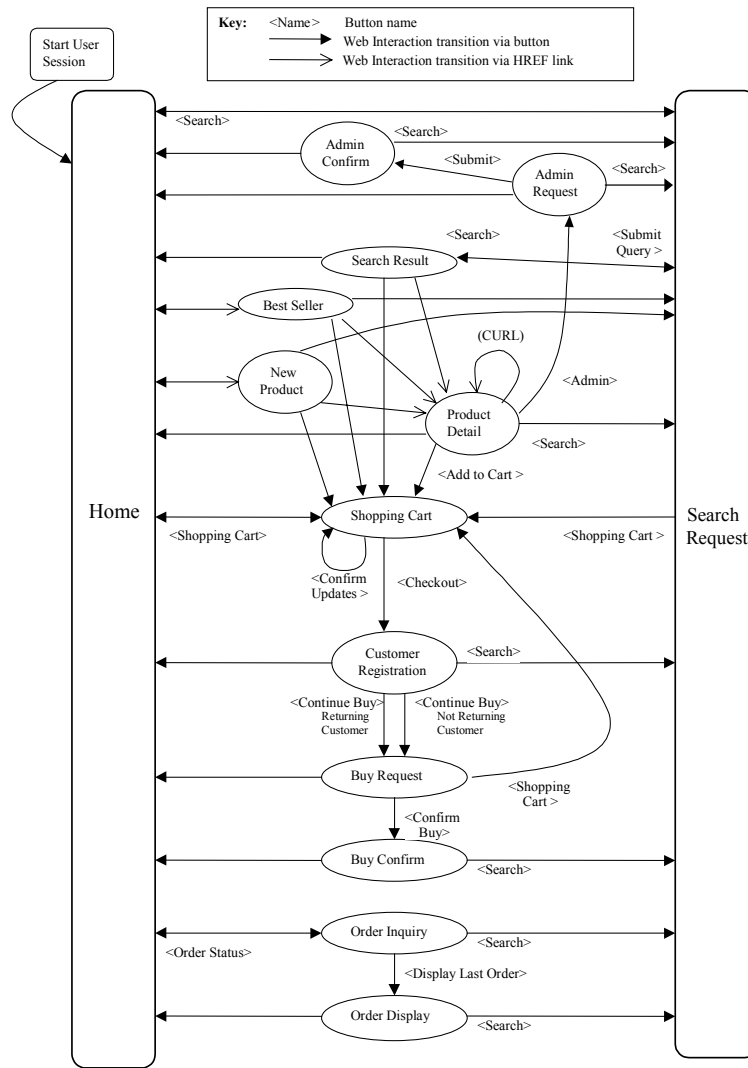 Key: <Name> Button name
Web Interaction transition via button
Web Interaction transition via HREF link
Start User
Session
<Search>
<Search>
Admin
Confirm
<Submit>
<Search>
Admin
Request
<Search>
<Submit
Query >
Search Result
Best Seller
(CURL)
New
Product
<Admin>
Product
Detail
<Search>
<Add to Cart >
Home
Shopping Cart
Search
Request
<Shopping Cart>
<Shopping Cart >
<Confirm
Updates >
<Checkout>
Customer
Registration
<Search>
<Continue Buy>
Returning
Customer
<Continue Buy>
Not Returning
Customer
Buy Request
<Shopping
Cart >
<Confirm
Buy>
Buy Confirm
<Search>
Order Inquiry
<Order Status>
<Search>
<Display Last Order>
Order Display
<Search>